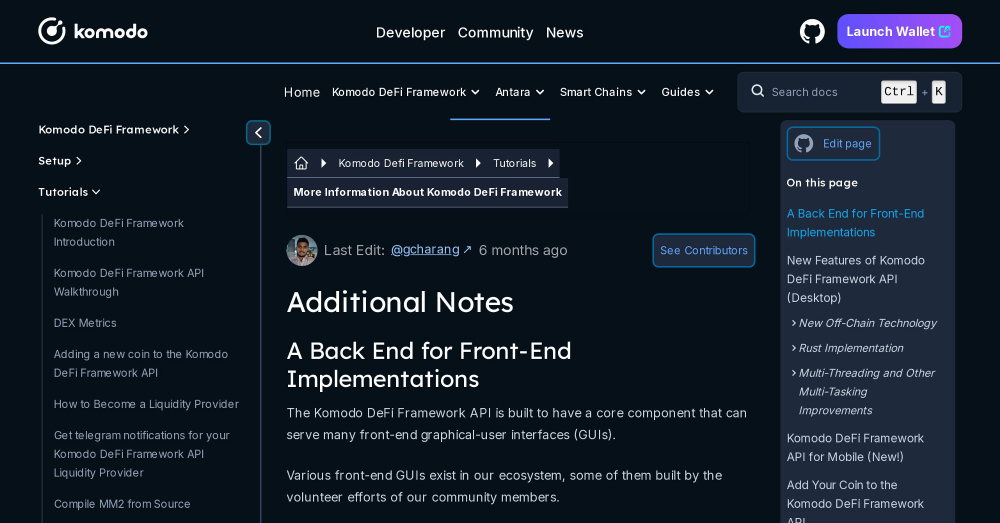 komodo
Developer Community News
Launch Wallet
Home Komodo DeFi Framework Antara Smart Chains Guides
Search docs Ctrl + K
Komodo DeFi Framework
Setup
Tutorials
Komodo DeFi Framework
Introduction
Komodo DeFi Framework API
Walkthrough
DEX Metrics
Adding a new coin to the Komodo
DeFi Framework API
How to Become a Liquidity Provider
Get telegram notifications for your
Komodo DeFi Framework API
Liquidity Provider
Compile MM2 from Source
Komodo Defi Framework Tutorials
More Information About Komodo DeFi Framework
Last Edit: @gcharang ↗ 6 months ago
See Contributors
Additional Notes
A Back End for Front-End
Implementations
The Komodo DeFi Framework API is built to have a core component that can
serve many front-end graphical-user interfaces (GUIs).
Various front-end GUIs exist in our ecosystem, some of them built by the
volunteer efforts of our community members.
Edit page
On this page
A Back End for Front-End
Implementations
New Features of Komodo
DeFi Framework API
(Desktop)
New Off-Chain Technology
Rust Implementation
Multi-Threading and Other
Multi-Tasking
Improvements
Komodo DeFi Framework
API for Mobile (New!)
Add Your Coin to the
Komodo DeFi Framework
API